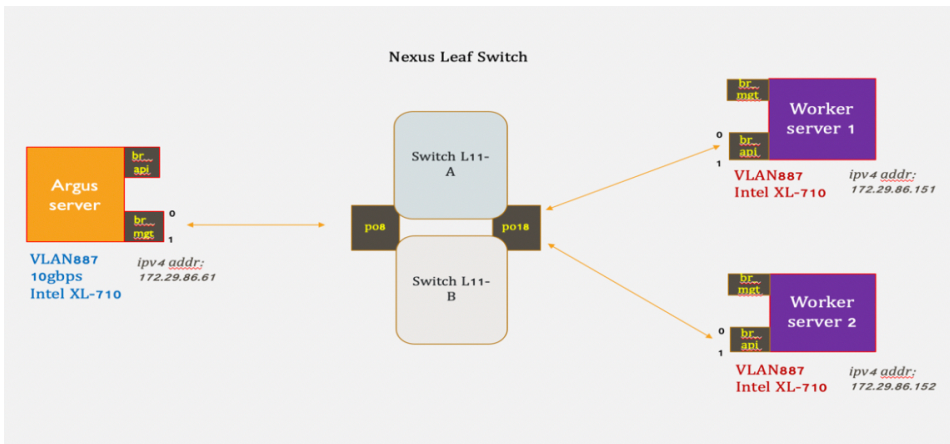 Nexus Leaf Switch
br_
api
Argus
server
br_
mgt
0
1
VLAN887
10gbps
Intel XL-710
ipv4 addr:
172.29.86.61
Switch L11-
A
po8
po18
Switch L11-
B
br_
mgt
Worker
server 1
0
br_
api
1
VLAN887
Intel XL-710
ipv4 addr:
172.29.86.151
br_
mgt
Worker
server 2
0
br_
api
1
VLAN887
Intel XL-710
ipv4 addr:
172.29.86.152